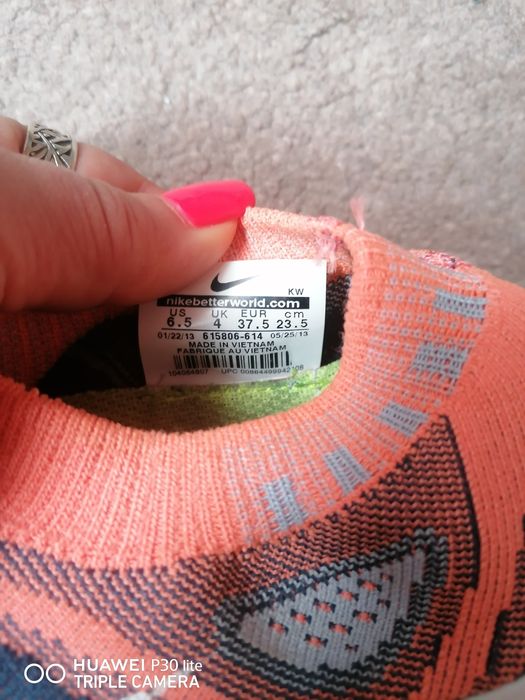 KW
nikebetterworld.com
US UK EUR cm
6.5 4 37.5 23.5
01/22/13 615806-614 05/25/13
MADE IN VIETNAM
FABRIQUE AU VIETNAM
UPC
HUAWEI P30 lite
TRIPLE CAMERA